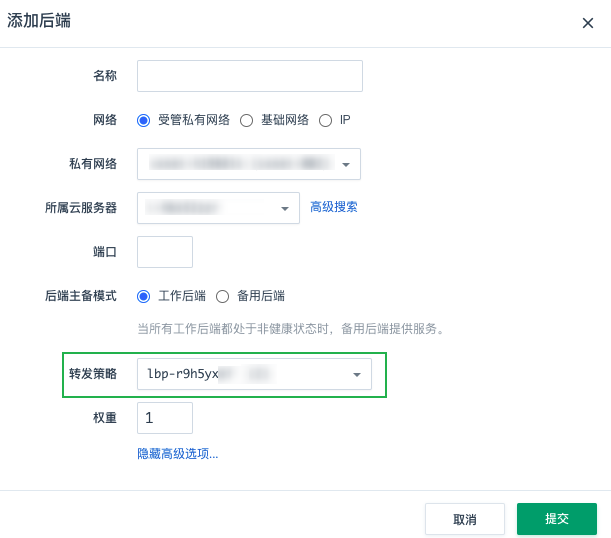 添加后端
名称
网络 受管私有网络 基础网络 IP
私有网络
所属云服务器 高级搜索
端口
后端主备模式 工作后端 备用后端
当所有工作后端都处于非健康状态时，备用后端提供服务。
转发策略 lbp-r9h5yx
权重 1
隐藏高级选项...
取消 提交